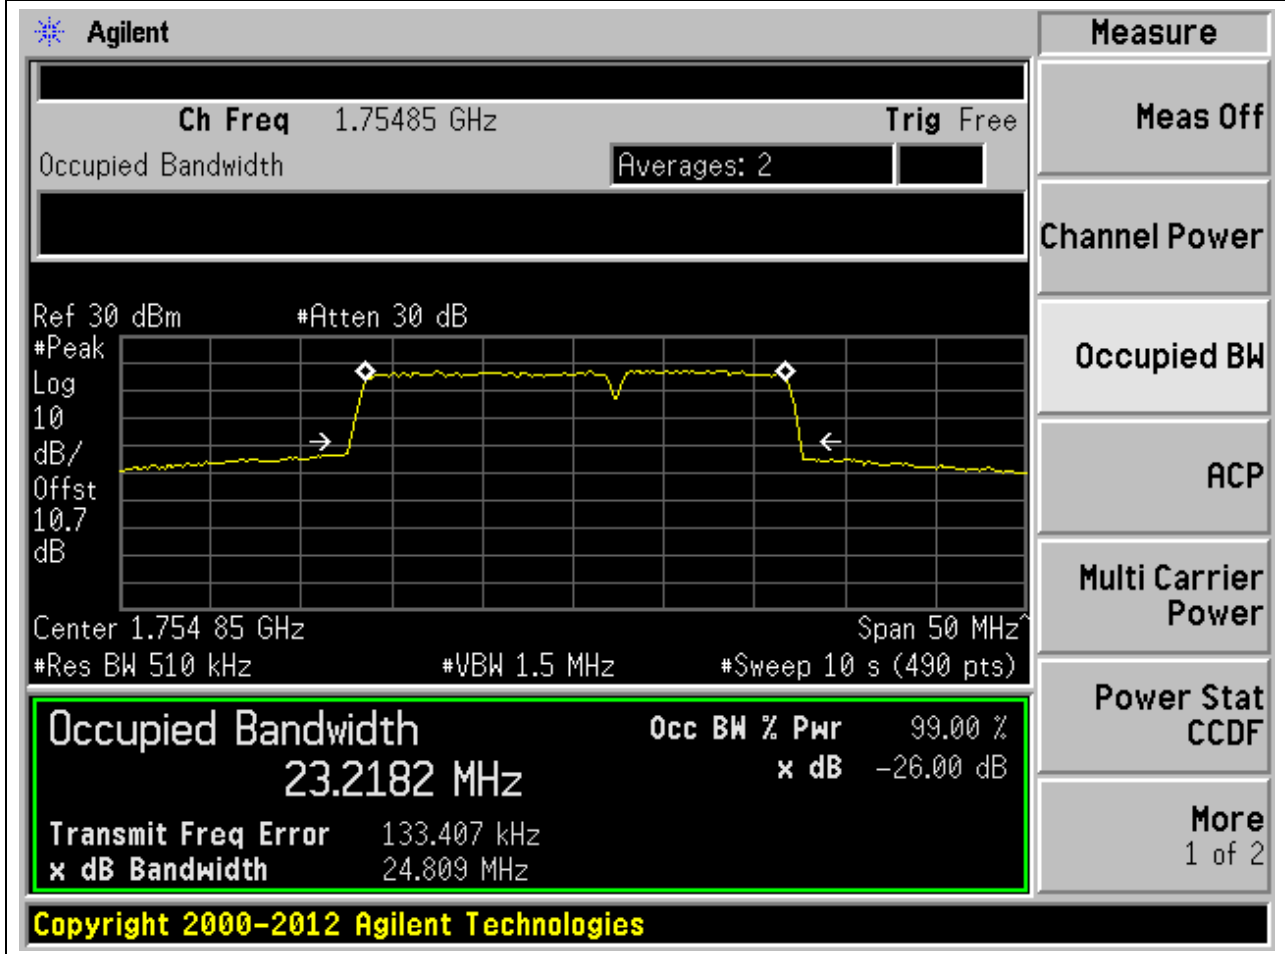 Agilent
Measure
Ch Freq 1.75485 GHz Trig Free
Occupied Bandwidth Averages: 2
Meas Off
Channel Power
Ref 30 dBm #Atten 30 dB
#Peak
Log
10
dB/
Offst
10.7
dB
Occupied BW
ACP
Center 1.754 85 GHz Span 50 MHz^
#Res BW 510 kHz #VBW 1.5 MHz #Sweep 10 s (490 pts)
Multi Carrier
Power
Occupied Bandwidth Occ BW % Pwr 99.00 %
23.2182 MHz x dB -26.00 dB
Transmit Freq Error 133.407 kHz
x dB Bandwidth 24.809 MHz
Power Stat
CCDF
More
1 of 2
Copyright 2000-2012 Agilent Technologies